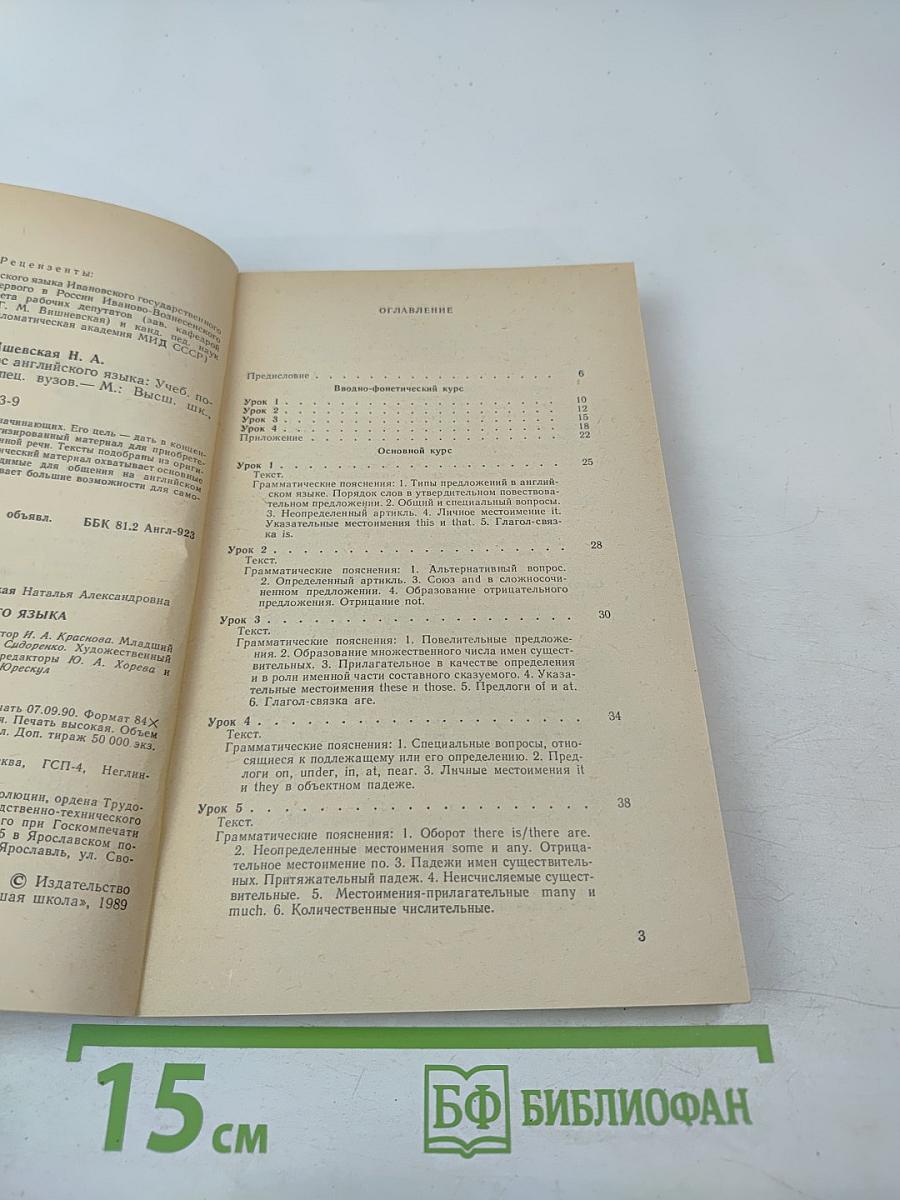 Рецензенты:
ского языка Ивановского государственного
ервого в России Иваново-Вознесенского
ета рабочих депутатов (зав. кафедрой
Г. М. Вишневская) и канд. пед. наук
пломатическая академия МИД СССР)
шевская Н. А.
с английского языка: Учеб. по-
пец. вузов.— М.: Высш. шк.,
3-9
начинающих. Его цель — дать в концен-
тизированный материал для приобрете-
нной речи. Тексты подобраны из ориги-
ический материал охватывает основные
димые для общения на английском
вает большие возможности для само-
объявл. ББК 81.2 Англ-923
кая Наталья Александровна
ГО ЯЗЫКА
тор И. А. Краснова. Младший
Сидоренко. Художественный
редакторы Ю. А. Хорева и
Юрескул
чать 07.09.90. Формат 84×
я. Печать высокая. Объем
л. Доп. тираж 50 000 экз.
ква, ГСП-4, Неглин-
олюции, ордена Трудо-
дственно-технического
го при Госкомпечати
5 в Ярославском по-
Ярославль, ул. Сво-
© Издательство
шая школа», 1989
ОГЛАВЛЕНИЕ
Предисловие . . . . . . . . . . . . . . . . . 6
Вводно-фонетический курс
Урок 1 . . . . . . . . . . . . . . . . . 10
Урок 2 . . . . . . . . . . . . . . . . . 12
Урок 3 . . . . . . . . . . . . . . . . . 15
Урок 4 . . . . . . . . . . . . . . . . . 18
Приложение . . . . . . . . . . . . . . . . . 22
Основной курс
Урок 1 . . . . . . . . . . . . . . . . . 25
Текст.
Грамматические пояснения: 1. Типы предложений в англий-
ском языке. Порядок слов в утвердительном повествова-
тельном предложении. 2. Общий и специальный вопросы.
3. Неопределенный артикль. 4. Личное местоимение it.
Указательные местоимения this и that. 5. Глагол-связ-
ка is.
Урок 2 . . . . . . . . . . . . . . . . . 28
Текст.
Грамматические пояснения: 1. Альтернативный вопрос.
2. Определенный артикль. 3. Союз and в сложносочи-
ненном предложении. 4. Образование отрицательного
предложения. Отрицание not.
Урок 3 . . . . . . . . . . . . . . . . . 30
Текст.
Грамматические пояснения: 1. Повелительные предложе-
ния. 2. Образование множественного числа имен сущест-
вительных. 3. Прилагательное в качестве определения
и в роли именной части составного сказуемого. 4. Указа-
тельные местоимения these и those. 5. Предлоги of и at.
6. Глагол-связка are.
Урок 4 . . . . . . . . . . . . . . . . . 34
Текст.
Грамматические пояснения: 1. Специальные вопросы, отно-
сящиеся к подлежащему или его определению. 2. Пред-
логи on, under, in, at, near. 3. Личные местоимения it
и they в объектном падеже.
Урок 5 . . . . . . . . . . . . . . . . . 38
Текст.
Грамматические пояснения: 1. Оборот there is/there are.
2. Неопределенные местоимения some и any. Отрица-
тельное местоимение no. 3. Падежи имен существитель-
ных. Притяжательный падеж. 4. Неисчисляемые сущест-
вительные. 5. Местоимения-прилагательные many и
much. 6. Количественные числительные.
3
15 см
БФ БИБЛИОФАН